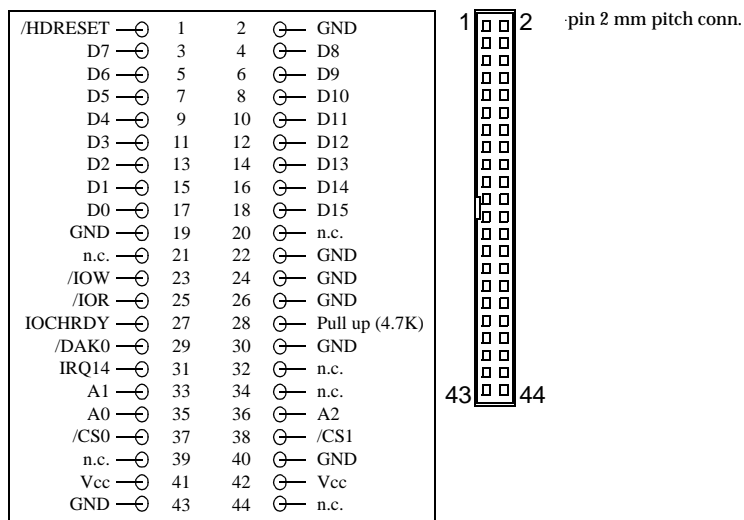 /HDRESET 1 2 GND
D7 3 4 D8
D6 5 6 D9
D5 7 8 D10
D4 9 10 D11
D3 11 12 D12
D2 13 14 D13
D1 15 16 D14
D0 17 18 D15
GND 19 20 n.c.
n.c. 21 22 GND
/IOW 23 24 GND
/IOR 25 26 GND
IOCHRDY 27 28 Pull up (4.7K)
/DAK0 29 30 GND
IRQ14 31 32 n.c.
A1 33 34 n.c.
A0 35 36 A2
/CS0 37 38 /CS1
n.c. 39 40 GND
Vcc 41 42 Vcc
GND 43 44 n.c.
1 2 -pin 2 mm pitch conn.
43 44